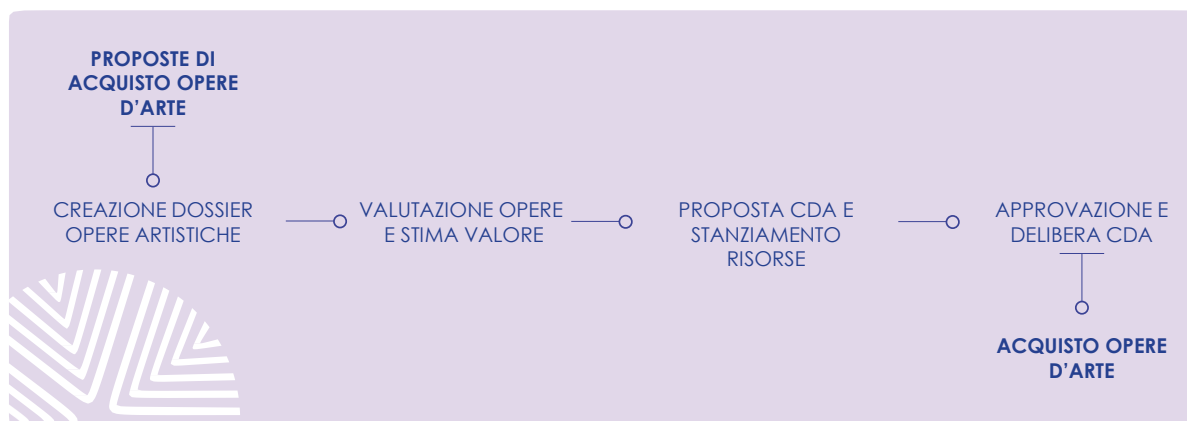 PROPOSTE DI
ACQUISTO OPERE
D’ARTE
CREAZIONE DOSSIER
OPERE ARTISTICHE
VALUTAZIONE OPERE
E STIMA VALORE
PROPOSTA CDA E
STANZIAMENTO
RISORSE
APPROVAZIONE E
DELIBERA CDA
ACQUISTO OPERE
D’ARTE